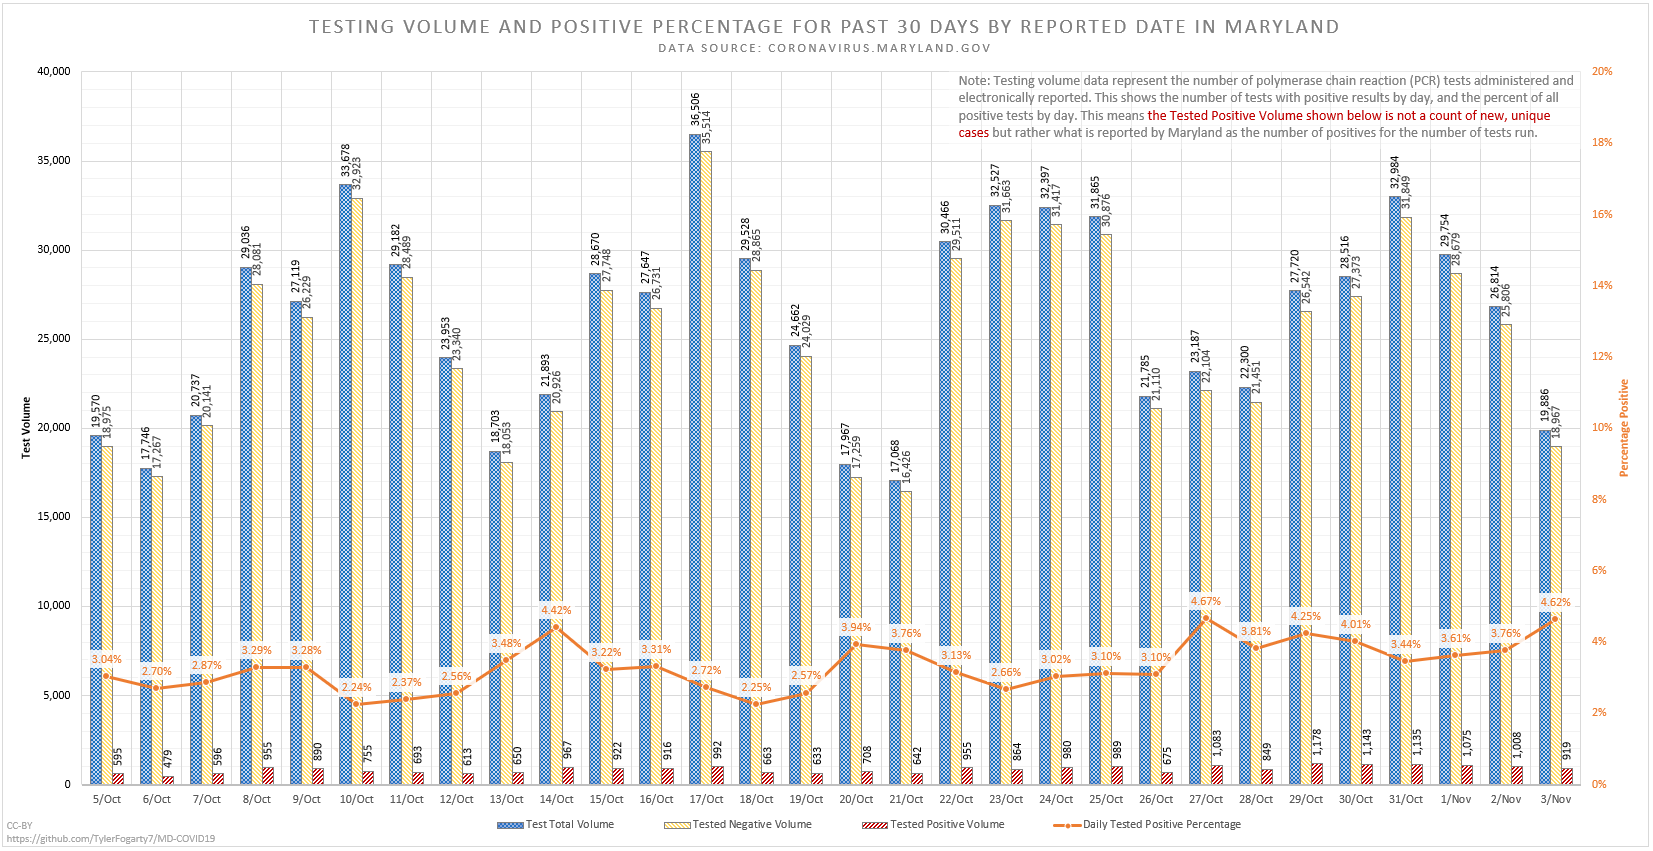 TESTING VOLUME AND POSITIVE PERCENTAGE FOR PAST 30 DAYS BY REPORTED DATE IN MARYLAND
DATA SOURCE: CORONAVIRUS.MARYLAND.GOV
Note: Testing volume data represent the number of polymerase chain reaction (PCR) tests administered and
electronically reported. This shows the number of tests with positive results by day, and the percent of all
positive tests by day. This means the Tested Positive Volume shown below is not a count of new, unique
cases but rather what is reported by Maryland as the number of positives for the number of tests run.
Test Volume
40,000
35,000
30,000
25,000
20,000
15,000
10,000
5,000
0
Percentage Positive
20%
18%
16%
14%
12%
10%
8%
6%
4%
2%
0%
19,570 18,975 3.04% 595
17,746 17,267 2.70% 479
20,737 20,141 2.87% 596
29,036 28,081 3.29% 955
27,119 26,229 3.28% 890
33,678 32,923 2.24% 755
29,182 28,489 2.37% 693
23,953 23,340 2.56% 613
18,703 18,053 3.48% 650
21,893 20,926 4.42% 967
28,670 27,748 3.22% 922
27,647 26,731 3.31% 916
36,506 35,514 2.72% 992
29,528 28,865 2.25% 663
24,662 24,029 2.57% 633
17,967 17,259 3.94% 708
17,068 16,426 3.76% 642
30,466 29,511 3.13% 955
32,527 31,663 2.66% 864
32,397 31,417 3.02% 980
31,865 30,876 3.10% 989
21,785 21,110 3.10% 675
23,187 22,104 4.67% 1,083
22,300 21,451 3.81% 849
27,720 26,542 4.25% 1,178
28,516 27,373 4.01% 1,143
32,984 31,849 3.44% 1,135
29,754 28,679 3.61% 1,075
26,814 25,806 3.76% 1,008
19,886 18,967 4.62% 919
5/Oct 6/Oct 7/Oct 8/Oct 9/Oct 10/Oct 11/Oct 12/Oct 13/Oct 14/Oct 15/Oct 16/Oct 17/Oct 18/Oct 19/Oct 20/Oct 21/Oct 22/Oct 23/Oct 24/Oct 25/Oct 26/Oct 27/Oct 28/Oct 29/Oct 30/Oct 31/Oct 1/Nov 2/Nov 3/Nov
Test Total Volume Tested Negative Volume Tested Positive Volume Daily Tested Positive Percentage
CC-BY
https://github.com/TylerFogarty7/MD-COVID19